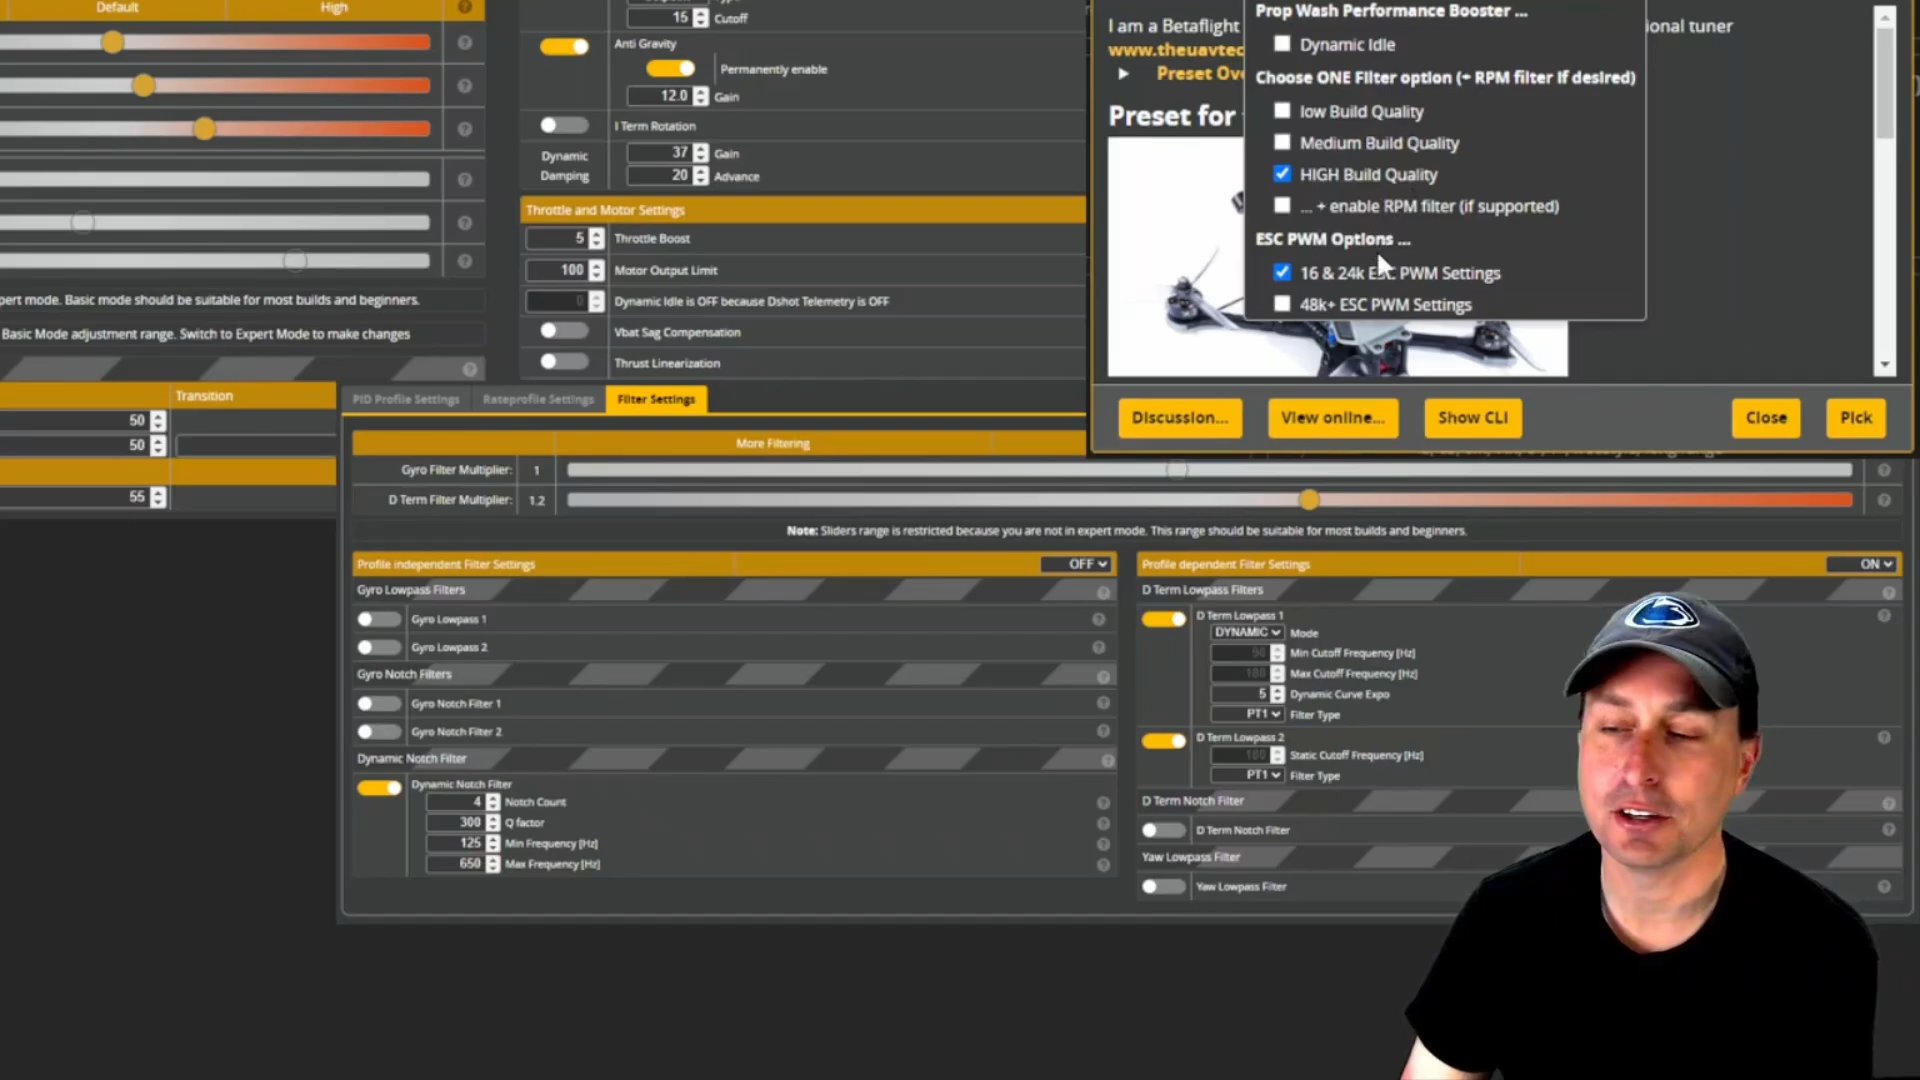 Default High
15 Cutoff
Anti Gravity
Permanently enable
12.0 Gain
I Term Rotation
Dynamic Damping
37 Gain
20 Advance
Throttle and Motor Settings
5 Throttle Boost
100 Motor Output Limit
0 Dynamic Idle is OFF because Dshot Telemetry is OFF
Vbat Sag Compensation
Thrust Linearization
pert mode. Basic mode should be suitable for most builds and beginners.
Basic Mode adjustment range. Switch to Expert Mode to make changes
Transition
50
50
55
I am a Betaflight
ional tuner
www.theuavtec
Preset Ov
Preset for
Prop Wash Performance Booster ...
Dynamic Idle
Choose ONE Filter option (+ RPM filter if desired)
low Build Quality
Medium Build Quality
HIGH Build Quality
... + enable RPM filter (if supported)
ESC PWM Options ...
16 & 24k ESC PWM Settings
48k+ ESC PWM Settings
Discussion... View online... Show CLI Close Pick
PID Profile Settings Rateprofile Settings Filter Settings
More Filtering
Gyro Filter Multiplier: 1
D Term Filter Multiplier: 1.2
Note: Sliders range is restricted because you are not in expert mode. This range should be suitable for most builds and beginners.
Profile independent Filter Settings OFF
Gyro Lowpass Filters
Gyro Lowpass 1
Gyro Lowpass 2
Gyro Notch Filters
Gyro Notch Filter 1
Gyro Notch Filter 2
Dynamic Notch Filter
Dynamic Notch Filter
4 Notch Count
300 Q factor
125 Min Frequency [Hz]
650 Max Frequency [Hz]
Profile dependent Filter Settings ON
D Term Lowpass Filters
D Term Lowpass 1
DYNAMIC Mode
Min Cutoff Frequency [Hz]
Max Cutoff Frequency [Hz]
5 Dynamic Curve Expo
PT1 Filter Type
D Term Lowpass 2
Static Cutoff Frequency [Hz]
PT1 Filter Type
D Term Notch Filter
D Term Notch Filter
Yaw Lowpass Filter
Yaw Lowpass Filter